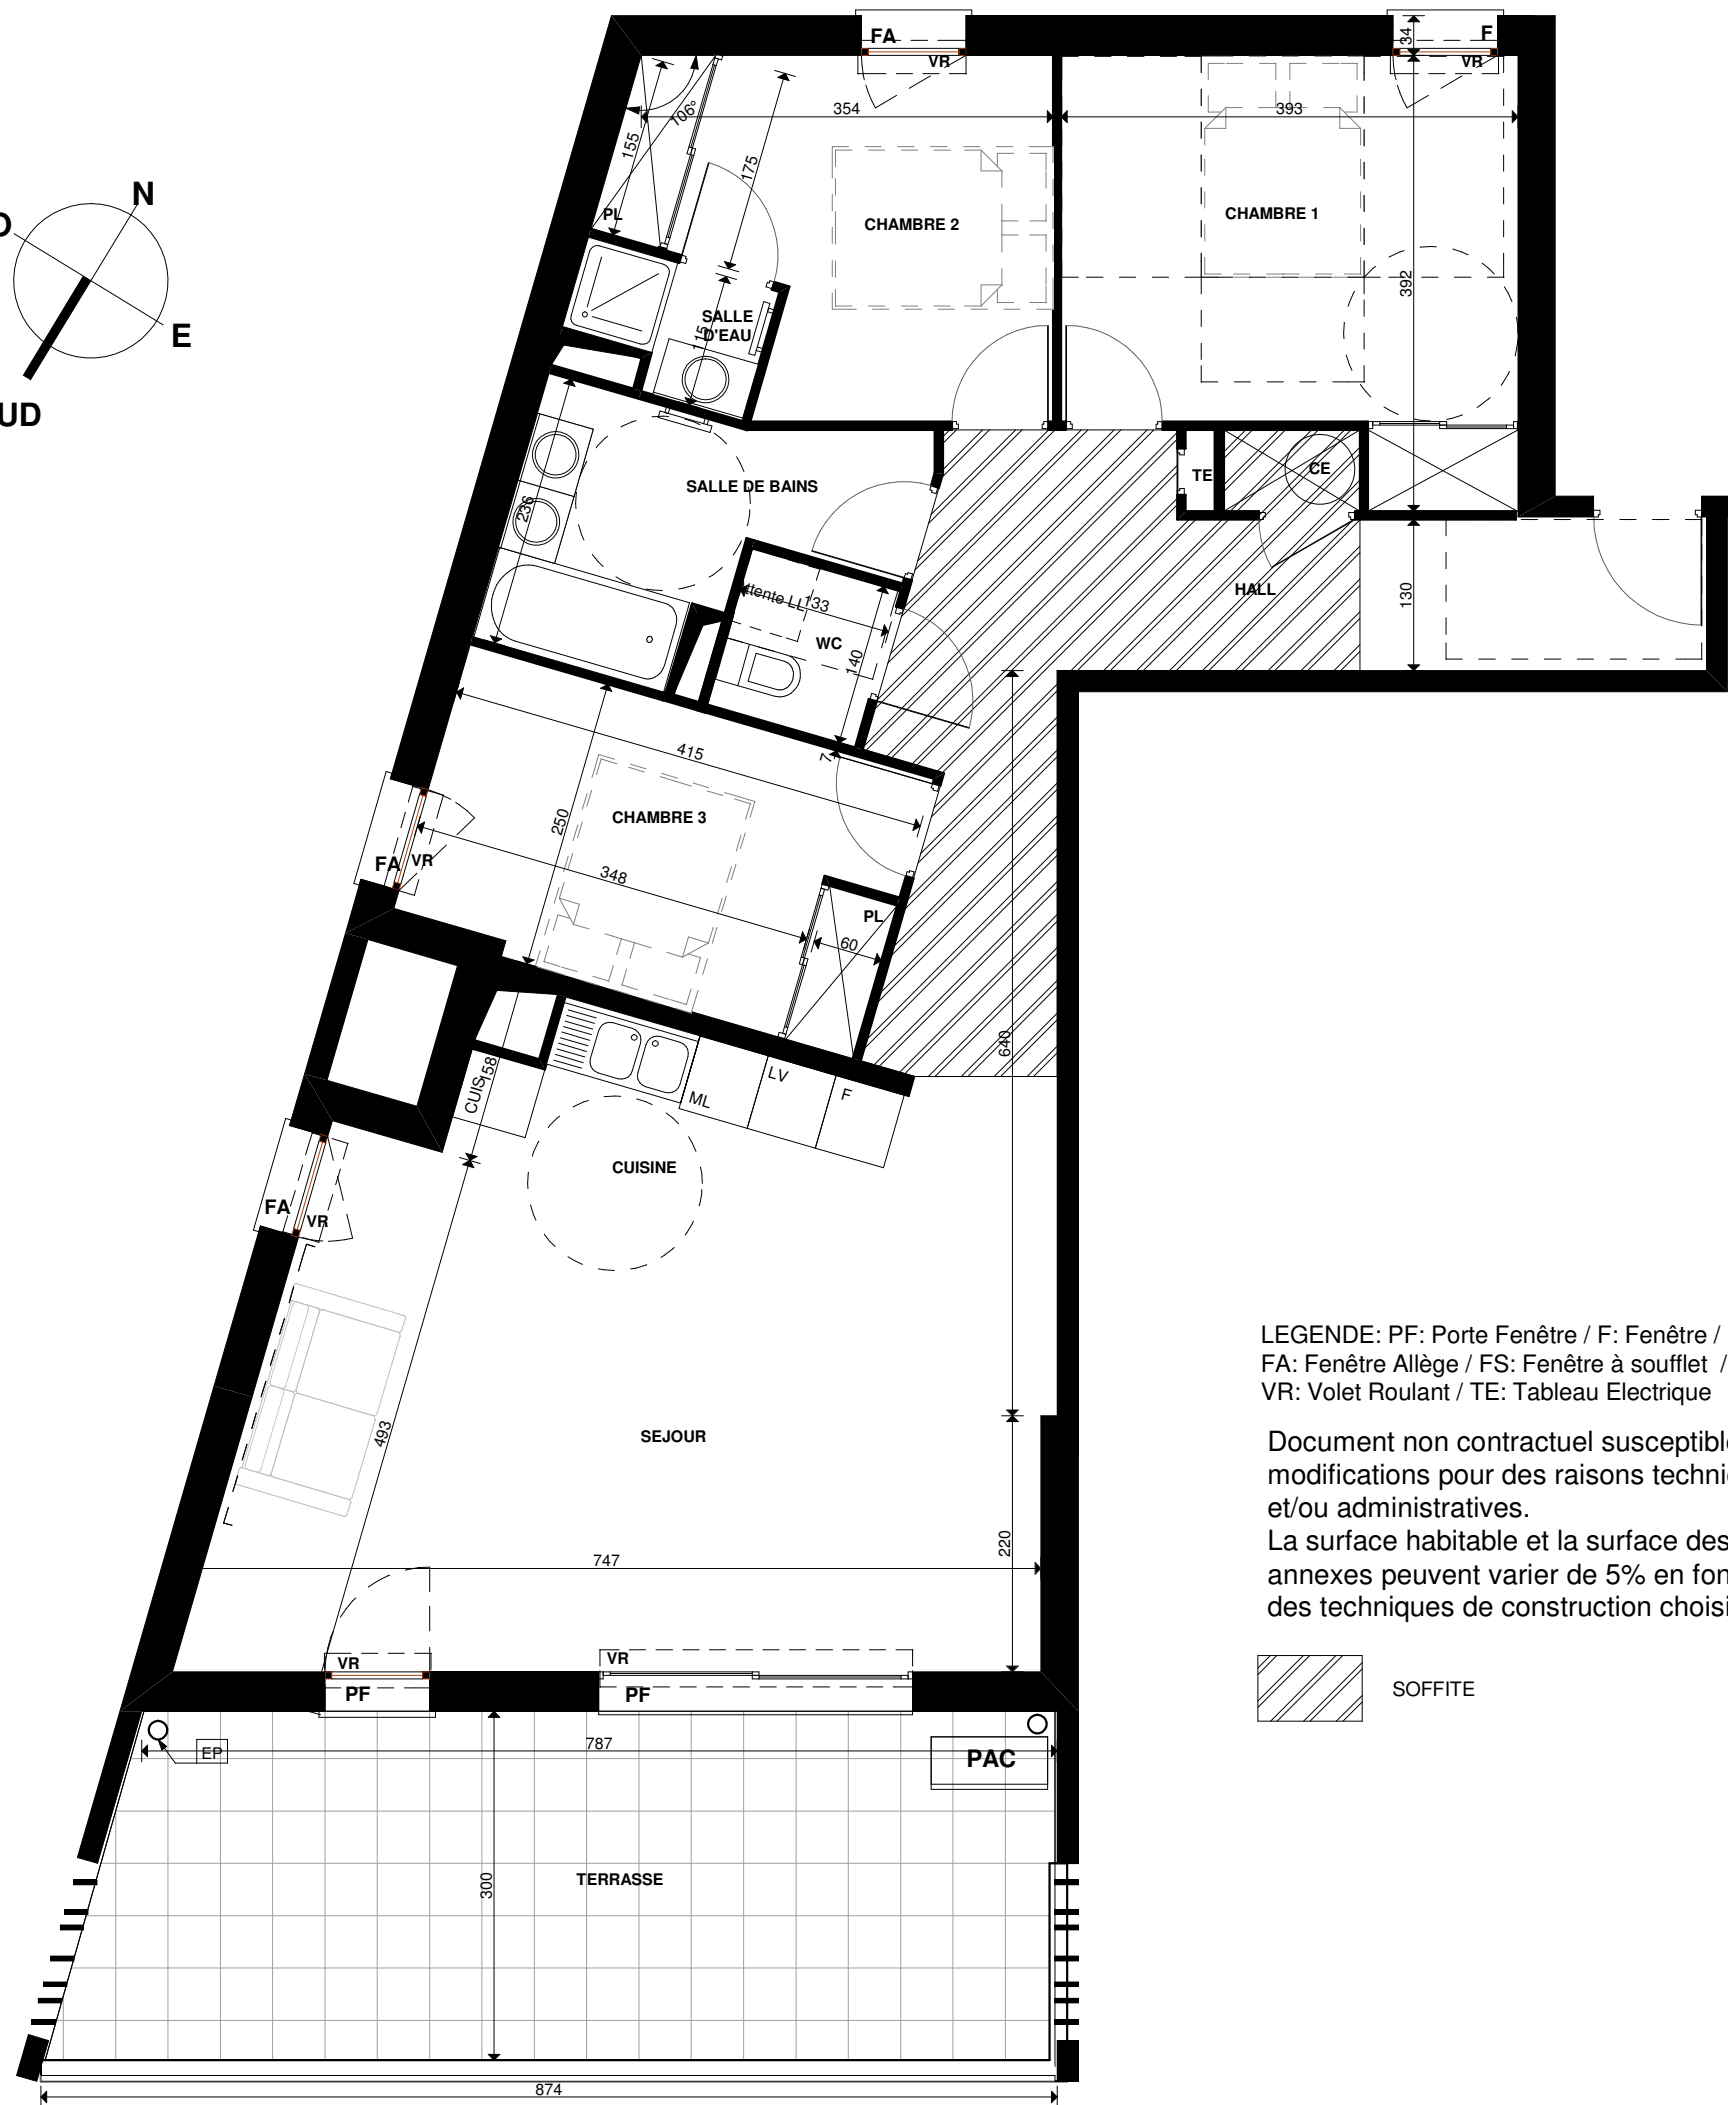 FA
VR
F
VR
34
354
393
106°
155
175
PL
CHAMBRE 2
CHAMBRE 1
N
O
E
UD
392
SALLE
D'EAU
115
TE
CE
SALLE DE BAINS
236
HALL
130
ttente LL
133
WC
140
415
7
250
CHAMBRE 3
FA
VR
348
PL
60
640
158
CUIS
ML
LV
F
CUISINE
FA
VR
493
SEJOUR
LEGENDE: PF: Porte Fenêtre / F: Fenêtre /
FA: Fenêtre Allège / FS: Fenêtre à soufflet /
VR: Volet Roulant / TE: Tableau Electrique
Document non contractuel susceptible
modifications pour des raisons techni
et/ou administratives.
La surface habitable et la surface des
annexes peuvent varier de 5% en fon
des techniques de construction choisi
220
747
VR
PF
VR
PF
SOFFITE
EP
787
PAC
300
TERRASSE
874